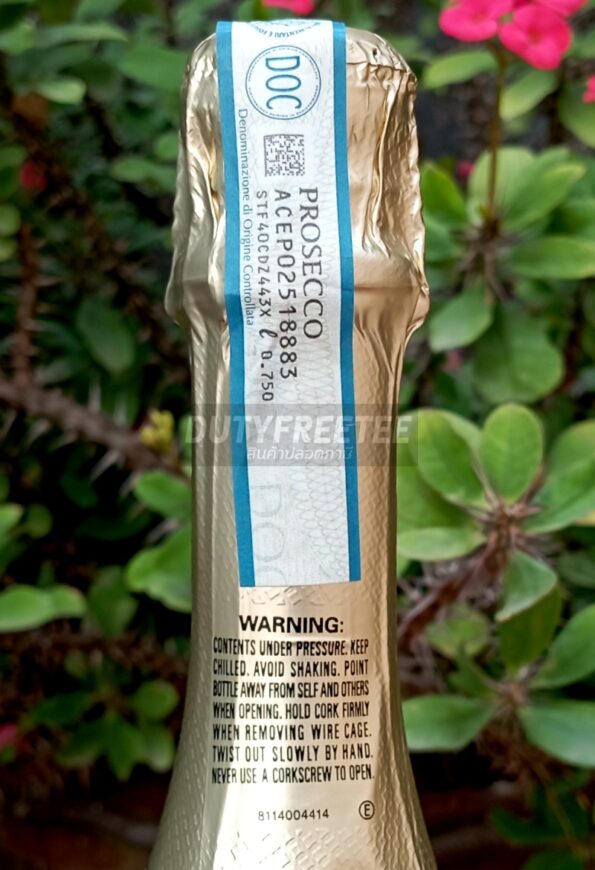 DOC
Denominazione di Origine Controllata
PROSECCO
ACEP02518883
STF40CDZ443X ℓ 0.750
DUTYFREETEE
สินค้าปลอดภาษี
DOC
WARNING:
CONTENTS UNDER PRESSURE. KEEP
CHILLED. AVOID SHAKING. POINT
BOTTLE AWAY FROM SELF AND OTHERS
WHEN OPENING. HOLD CORK FIRMLY
WHEN REMOVING WIRE CAGE.
TWIST OUT SLOWLY BY HAND.
NEVER USE A CORKSCREW TO OPEN.
8114004414 Ⓔ